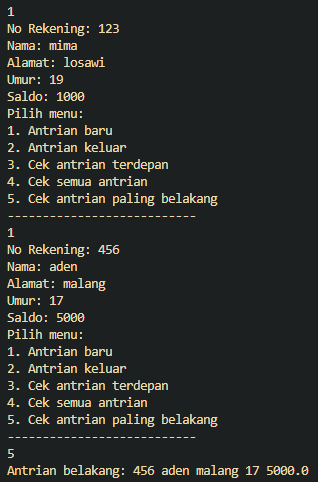 1
No Rekening: 123
Nama: mima
Alamat: losawi
Umur: 19
Saldo: 1000
Pilih menu:
1. Antrian baru
2. Antrian keluar
3. Cek antrian terdepan
4. Cek semua antrian
5. Cek antrian paling belakang
---------------------------
1
No Rekening: 456
Nama: aden
Alamat: malang
Umur: 17
Saldo: 5000
Pilih menu:
1. Antrian baru
2. Antrian keluar
3. Cek antrian terdepan
4. Cek semua antrian
5. Cek antrian paling belakang
---------------------------
5
Antrian belakang: 456 aden malang 17 5000.0